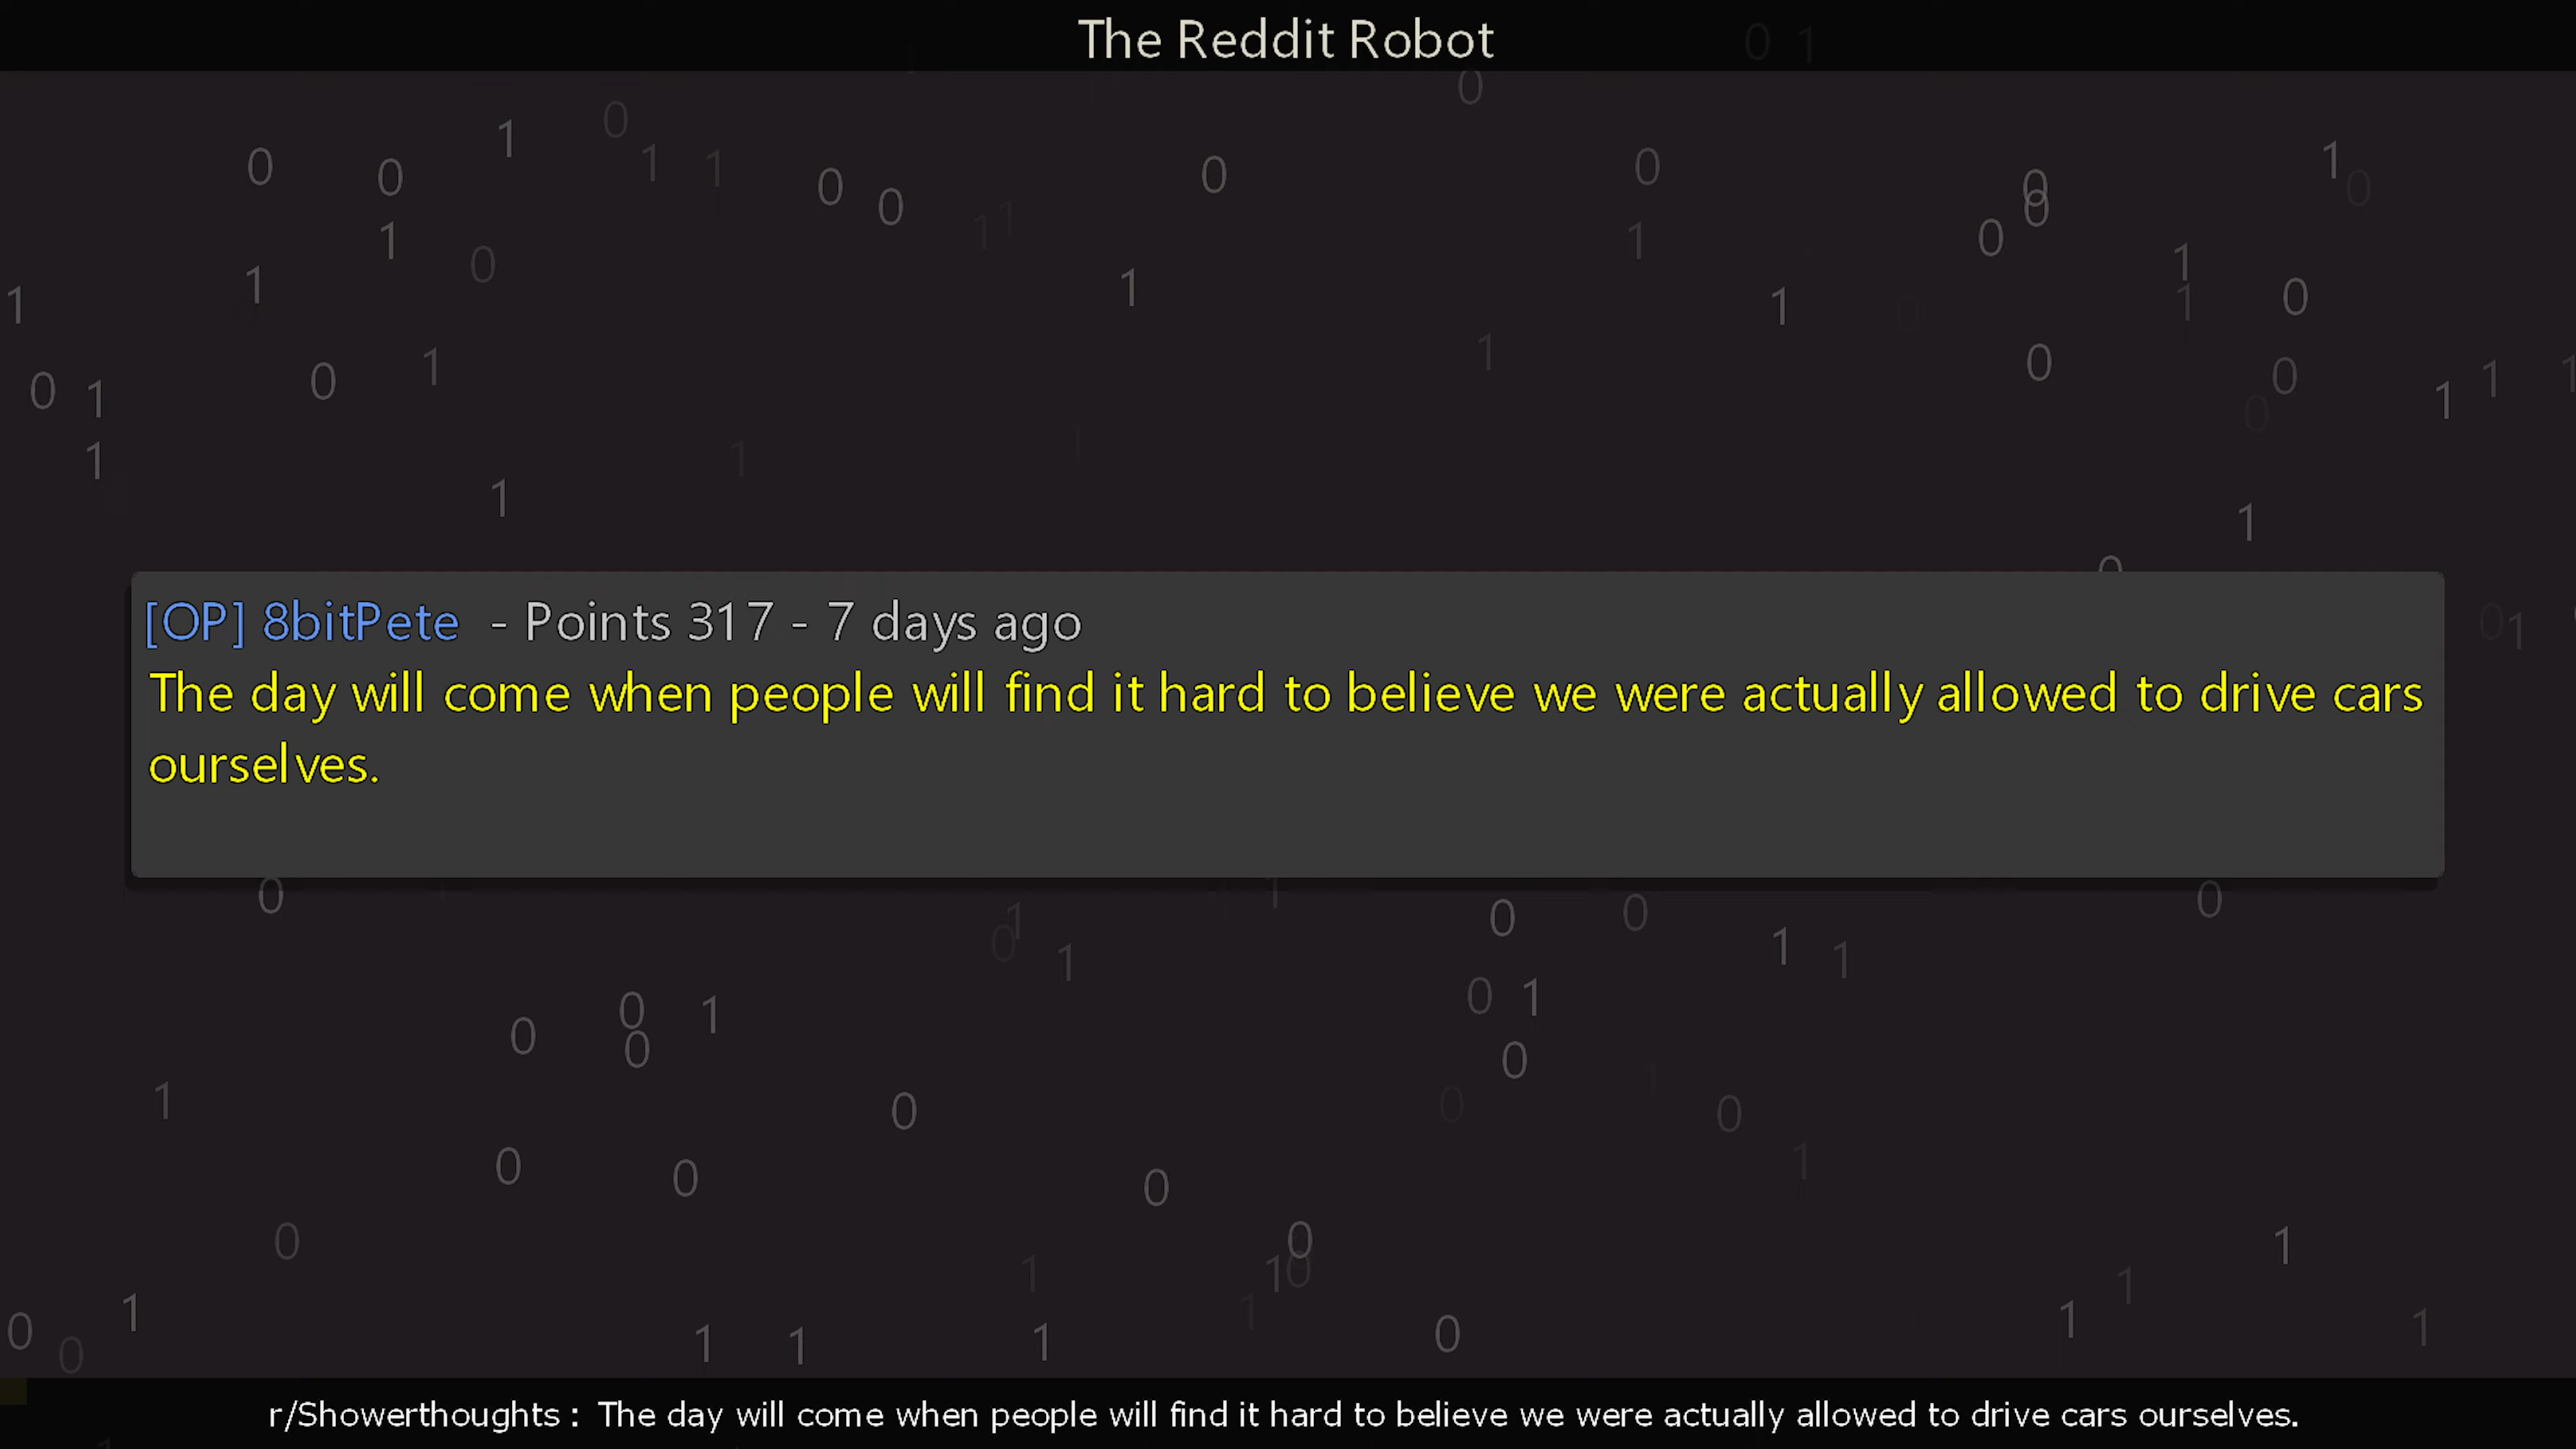 The Reddit Robot
[OP] 8bitPete - Points 317 - 7 days ago
The day will come when people will find it hard to believe we were actually allowed to drive cars
ourselves.
r/Showerthoughts : The day will come when people will find it hard to believe we were actually allowed to drive cars ourselves.